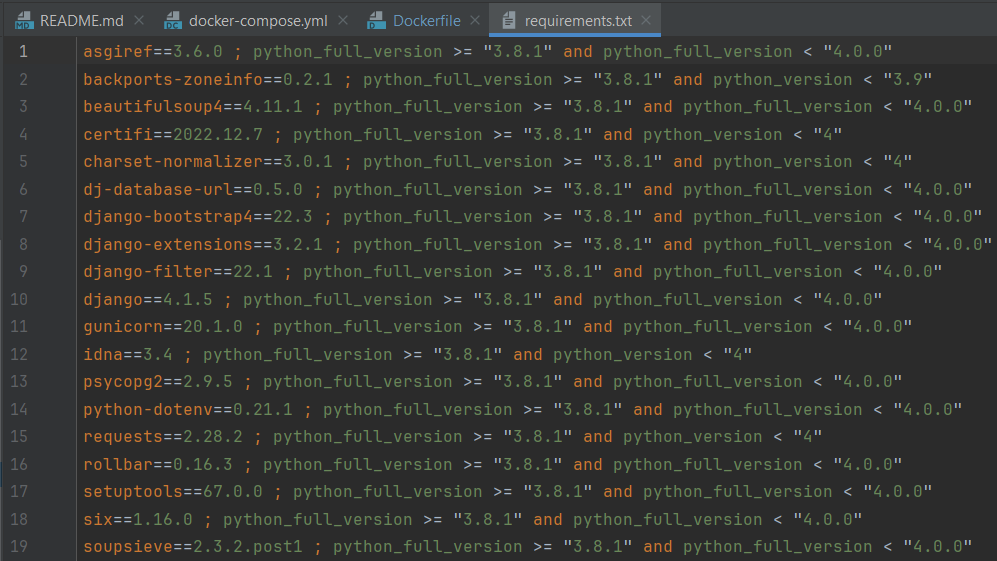 README.md docker-compose.yml Dockerfile requirements.txt
1 asgiref==3.6.0 ; python_full_version >= "3.8.1" and python_full_version < "4.0.0"
2 backports-zoneinfo==0.2.1 ; python_full_version >= "3.8.1" and python_version < "3.9"
3 beautifulsoup4==4.11.1 ; python_full_version >= "3.8.1" and python_full_version < "4.0.0"
4 certifi==2022.12.7 ; python_full_version >= "3.8.1" and python_version < "4"
5 charset-normalizer==3.0.1 ; python_full_version >= "3.8.1" and python_version < "4"
6 dj-database-url==0.5.0 ; python_full_version >= "3.8.1" and python_full_version < "4.0.0"
7 django-bootstrap4==22.3 ; python_full_version >= "3.8.1" and python_full_version < "4.0.0"
8 django-extensions==3.2.1 ; python_full_version >= "3.8.1" and python_full_version < "4.0.0"
9 django-filter==22.1 ; python_full_version >= "3.8.1" and python_full_version < "4.0.0"
10 django==4.1.5 ; python_full_version >= "3.8.1" and python_full_version < "4.0.0"
11 gunicorn==20.1.0 ; python_full_version >= "3.8.1" and python_full_version < "4.0.0"
12 idna==3.4 ; python_full_version >= "3.8.1" and python_version < "4"
13 psycopg2==2.9.5 ; python_full_version >= "3.8.1" and python_full_version < "4.0.0"
14 python-dotenv==0.21.1 ; python_full_version >= "3.8.1" and python_full_version < "4.0.0"
15 requests==2.28.2 ; python_full_version >= "3.8.1" and python_version < "4"
16 rollbar==0.16.3 ; python_full_version >= "3.8.1" and python_full_version < "4.0.0"
17 setuptools==67.0.0 ; python_full_version >= "3.8.1" and python_full_version < "4.0.0"
18 six==1.16.0 ; python_full_version >= "3.8.1" and python_full_version < "4.0.0"
19 soupsieve==2.3.2.post1 ; python_full_version >= "3.8.1 and python_full_version < "4.0.0"